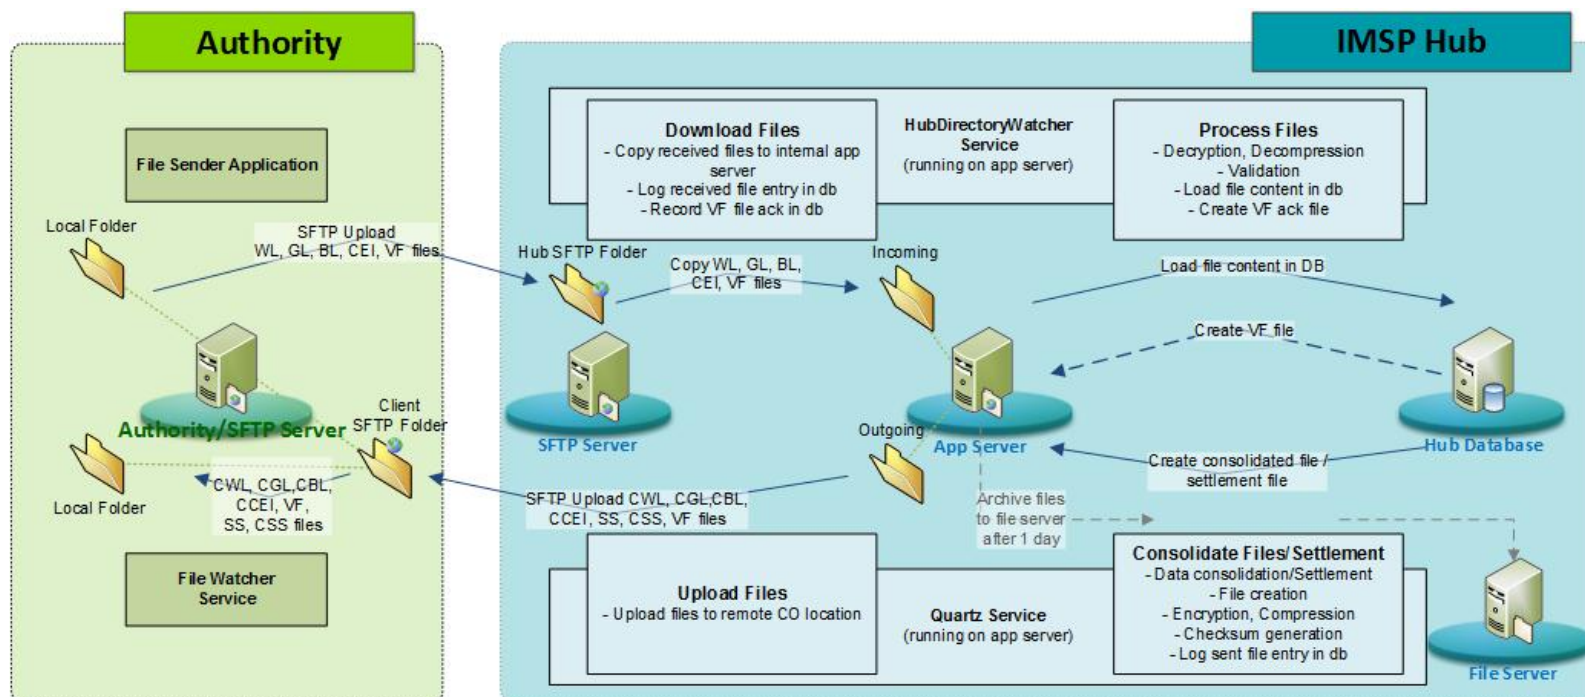 Authority
IMSP Hub
File Sender Application
Download Files
- Copy received files to internal app
server
- Log received file entry in db
- Record VF file ack in db
HubDirectoryWatcher
Service
(running on app server)
Process Files
- Decryption, Decompression
- Validation
- Load file content in db
- Create VF ack file
Local Folder
SFTP Upload
WL, GL, BL, CEI, VF files
Hub SFTP Folder
Copy WL, GL, BL,
CEI, VF files
Incoming
Load file content in DB
Create VF file
Authority/SFTP Server
Client
SFTP Folder
SFTP Server
Outgoing
App Server
Hub Database
Local Folder
CWL, CGL,CBL,
CCEI, VF,
SS, CSS files
SFTP Upload CWL, CGL,CBL,
CCEI, SS, CSS, VF files
Create consolidated file /
settlement file
Archive files
to file server
after 1 day
File Watcher
Service
Upload Files
- Upload files to remote CO location
Quartz Service
(running on app server)
Consolidate Files/Settlement
- Data consolidation/Settlement
- File creation
- Encryption, Compression
- Checksum generation
- Log sent file entry in db
File Server